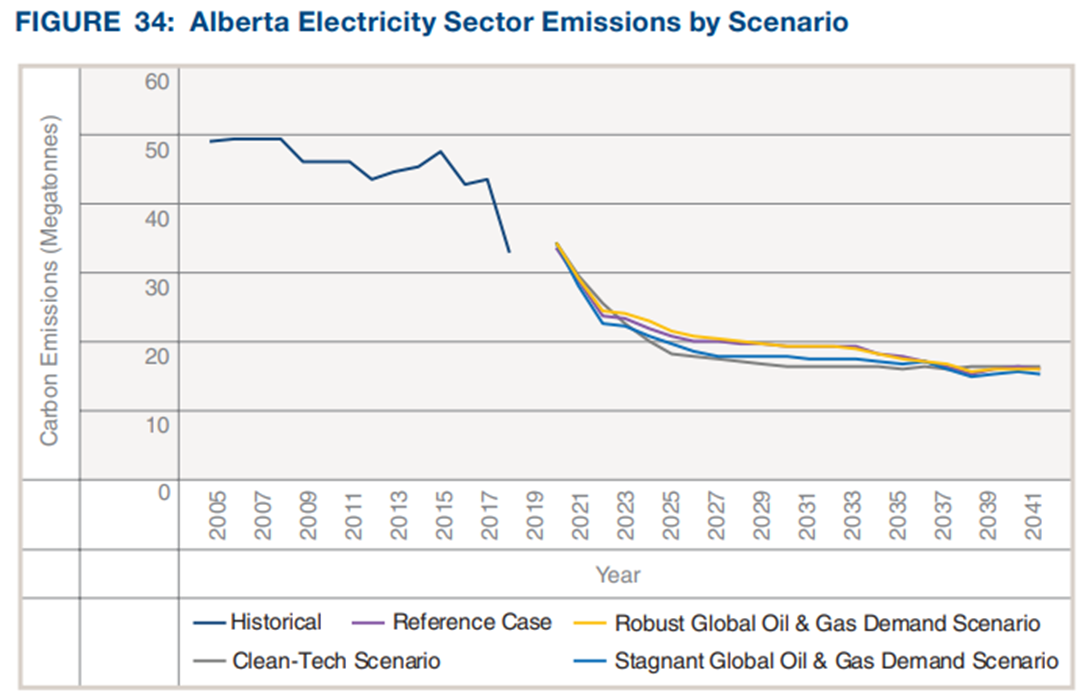 FIGURE 34: Alberta Electricity Sector Emissions by Scenario
Carbon Emissions (Megatonnes)
60
50
40
30
20
10
0
2005 2007 2009 2011 2013 2015 2017 2019 2021 2023 2025 2027 2029 2031 2033 2035 2037 2039 2041
Year
Historical Reference Case Robust Global Oil & Gas Demand Scenario
Clean-Tech Scenario Stagnant Global Oil & Gas Demand Scenario